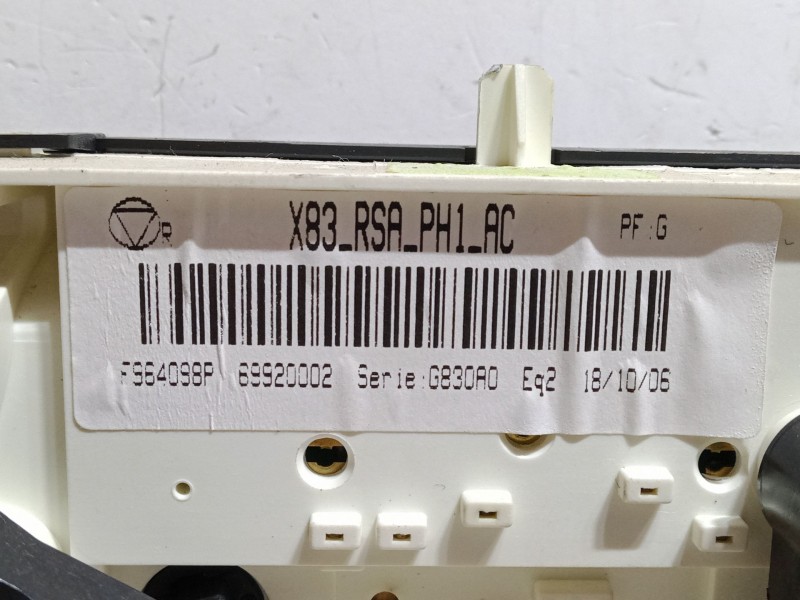 X83_RSA_PH1_AC PF:G
R
F964098P 69920002 Serie:G830A0 Eq2 18/10/06